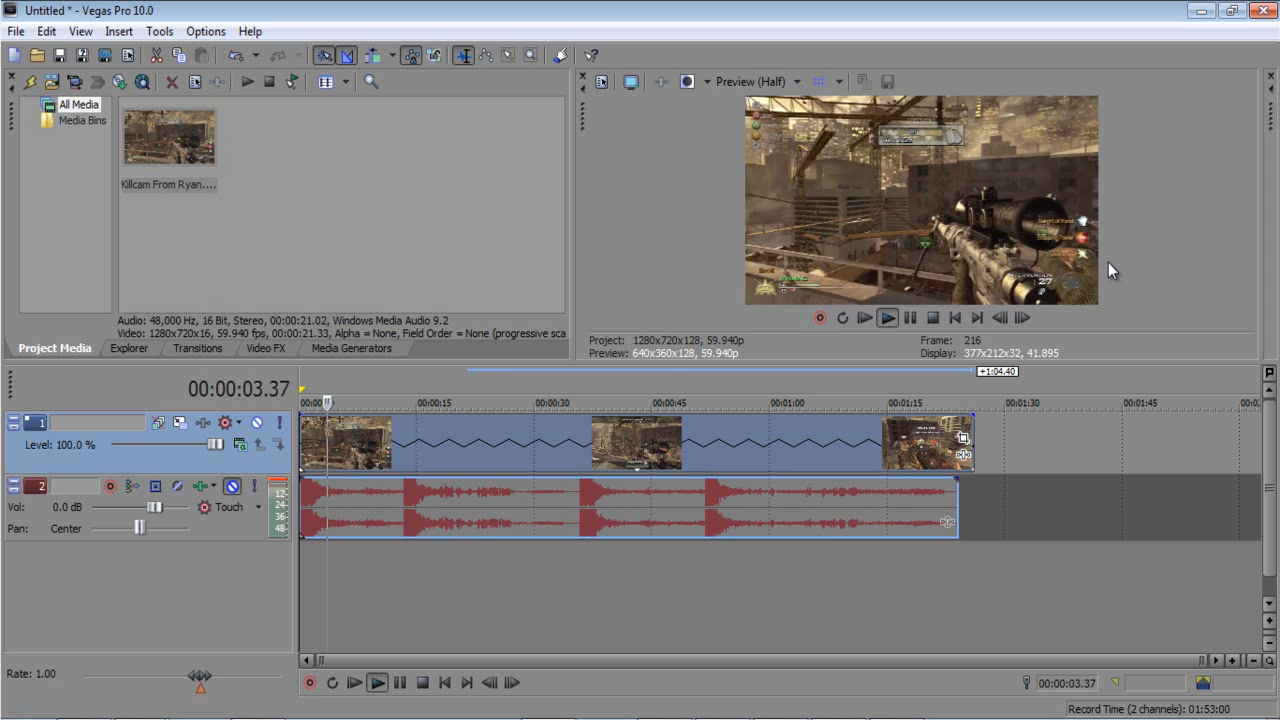 Untitled * - Vegas Pro 10.0
File Edit View Insert Tools Options Help
Preview (Half)
All Media
Media Bins
Killcam From Ryan....
27
Audio: 48,000 Hz, 16 Bit, Stereo, 00:00:21.02, Windows Media Audio 9.2
Video: 1280x720x16, 59.940 fps, 00:00:21.33, Alpha = None, Field Order = None (progressive sca
Project Media Explorer Transitions Video FX Media Generators
Project: 1280x720x128, 59.940p Frame: 216
Preview: 640x360x128, 59.940p Display: 377x212x32, 41.895
+1:04.40
00:00:03.37
00:00 00:00:15 00:00:30 00:00:45 00:01:00 00:01:15 00:01:30 00:01:45 00:0
1
Level: 100.0 %
2
Vol: 0.0 dB Touch
Pan: Center
12
24
36
48
Rate: 1.00
00:00:03.37
Record Time (2 channels): 01:53:00